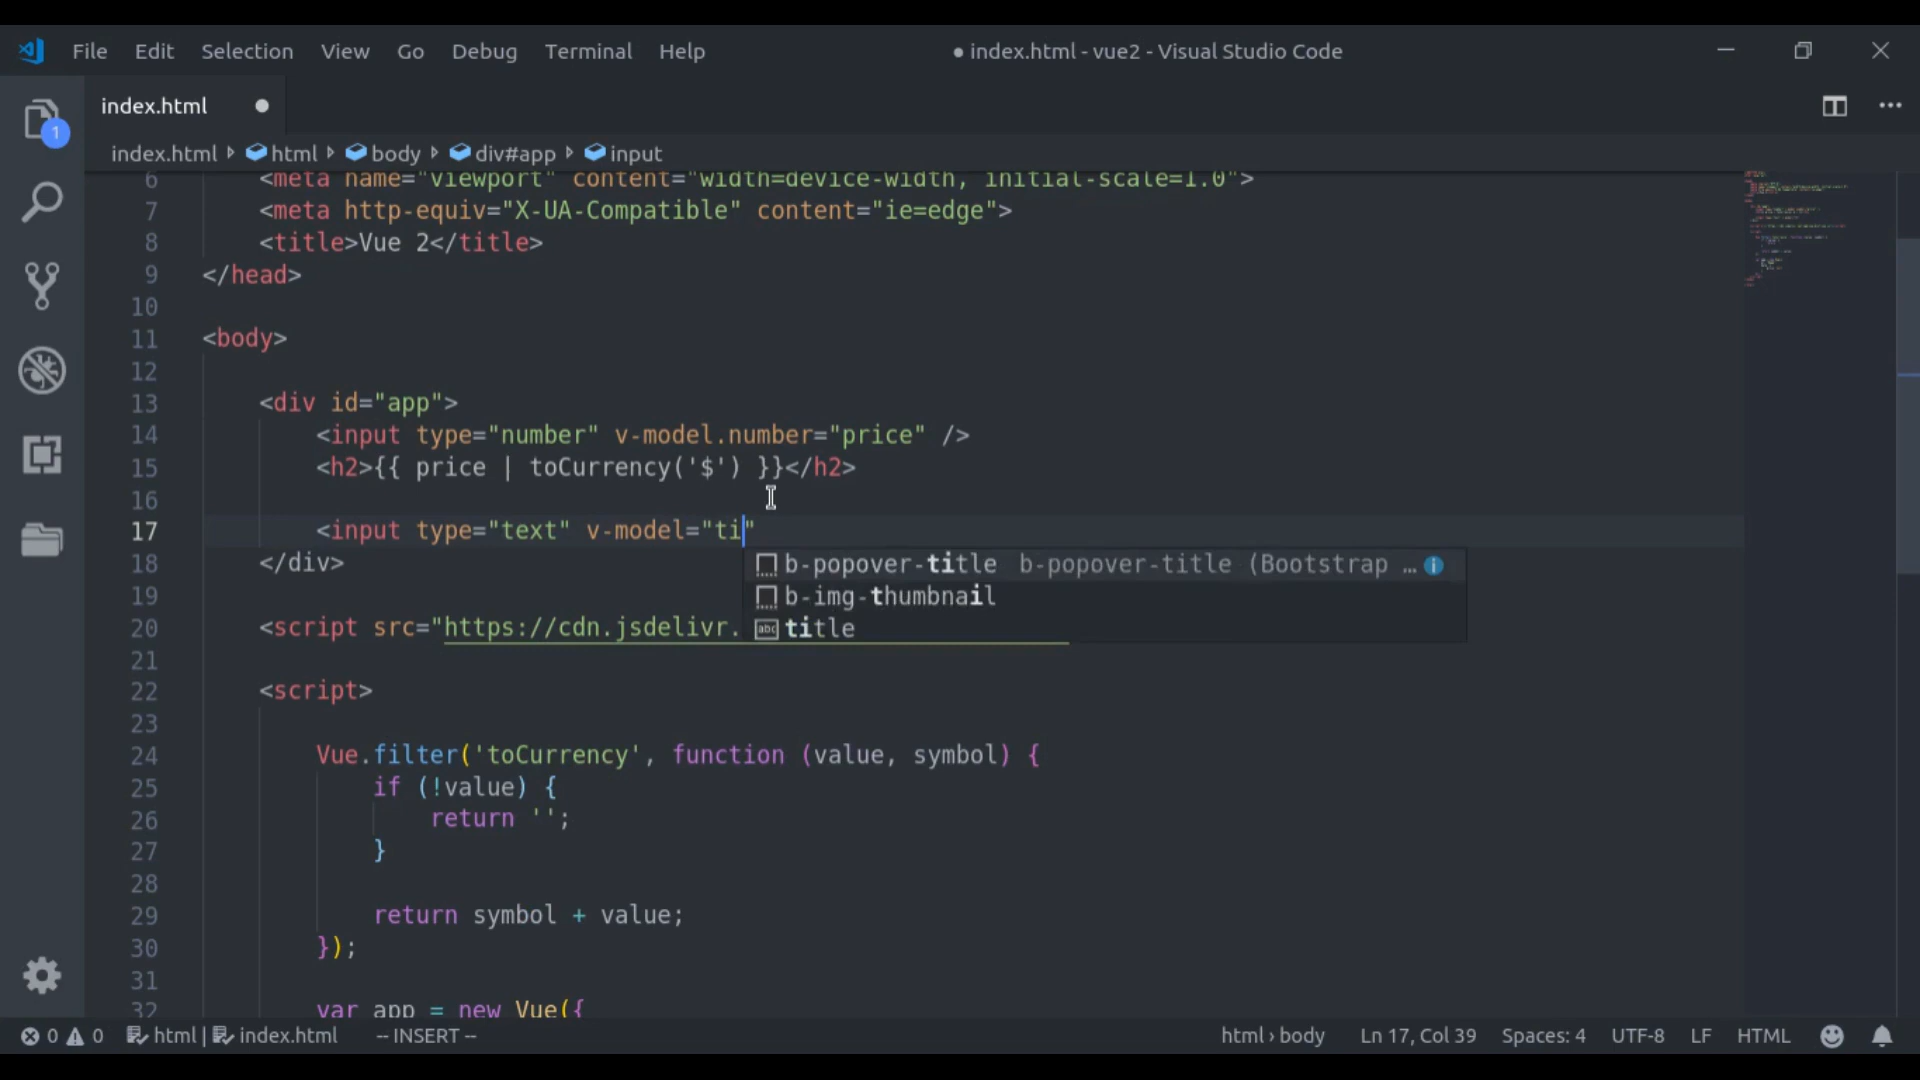 File Edit Selection View Go Debug Terminal Help ● index.html - vue2 - Visual Studio Code
index.html ●
1
index.html html body div#app input
6 <meta name="viewport" content="width=device-width, initial-scale=1.0">
7 <meta http-equiv="X-UA-Compatible" content="ie=edge">
8 <title>Vue 2</title>
9 </head>
10
11 <body>
12
13 <div id="app">
14 <input type="number" v-model.number="price" />
15 <h2>{{ price | toCurrency('$') }}</h2>
16
17 <input type="text" v-model="ti"
18 </div>
b-popover-title b-popover-title (Bootstrap …
19
b-img-thumbnail
20 <script src="https://cdn.jsdelivr.
abc title
21
22 <script>
23
24 Vue.filter('toCurrency', function (value, symbol) {
25 if (!value) {
26 return '';
27 }
28
29 return symbol + value;
30 });
31
32 var app = new Vue({
0 0 html | index.html -- INSERT -- html › body Ln 17, Col 39 Spaces: 4 UTF-8 LF HTML